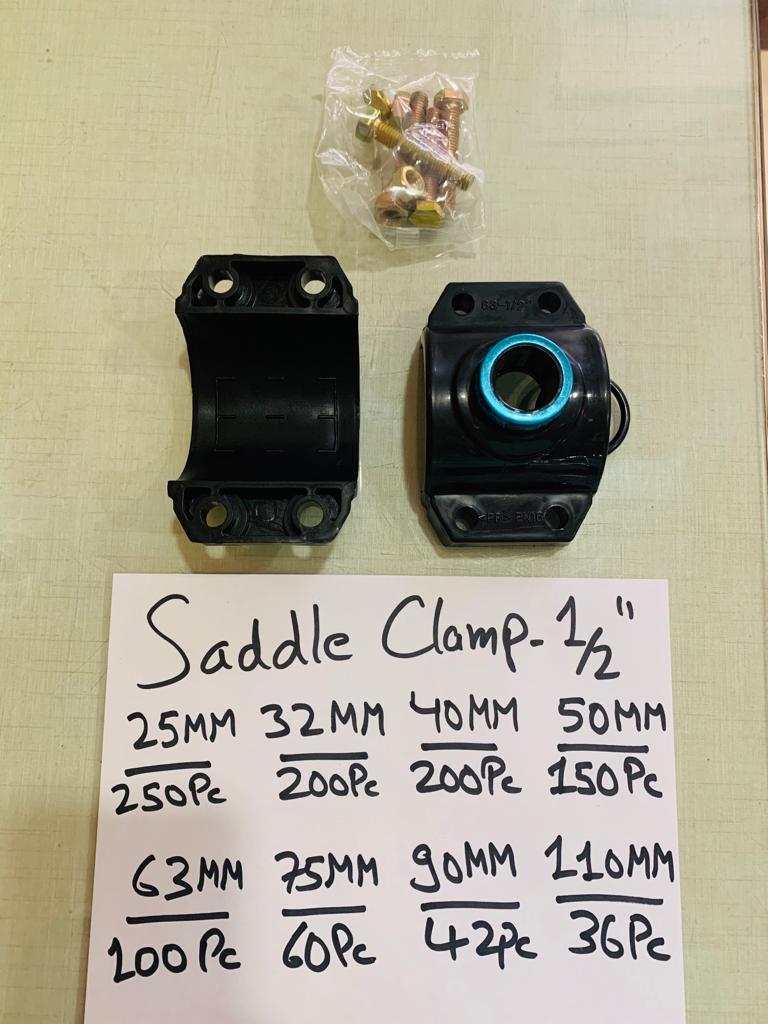 63-1/2"
<PP> PN16
Saddle Clamp-1/2"
25MM 32MM 40MM 50MM
250Pc 200Pc 200Pc 150Pc
63MM 75MM 90MM 110MM
100Pc 60Pc 42Pc 36Pc